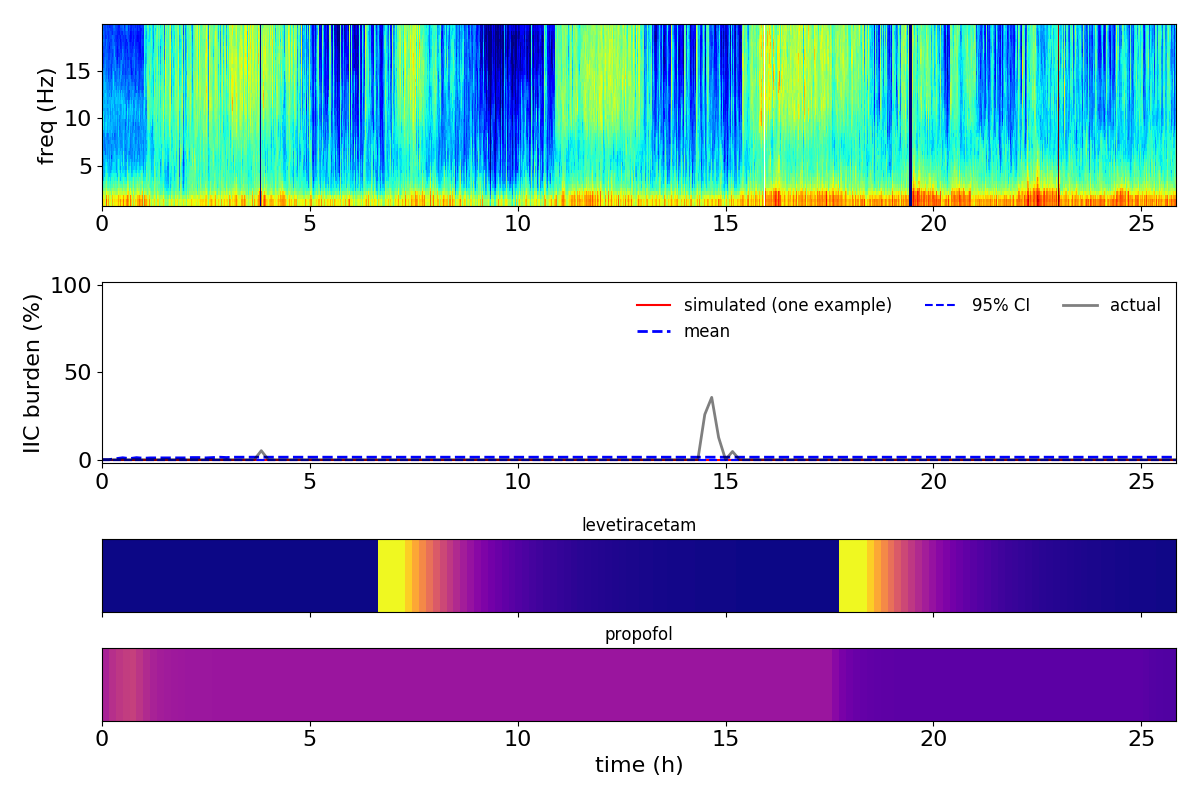 freq (Hz)
15
10
5
0 5 10 15 20 25
IIC burden (%)
100
50
0
simulated (one example) 95% CI actual
mean
0 5 10 15 20 25
levetiracetam
propofol
0 5 10 15 20 25
time (h)